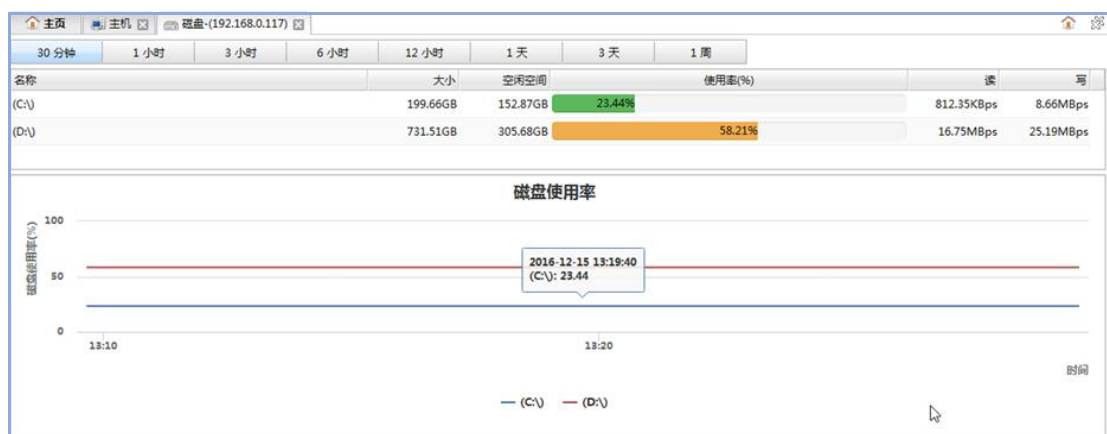 主页 主机 磁盘-(192.168.0.117)
30 分钟 1 小时 3 小时 6 小时 12 小时 1 天 3 天 1 周
名称 大小 空闲空间 使用率(%) 读 写
(C:\) 199.66GB 152.87GB 23.44% 812.35KBps 8.66MBps
(D:\) 731.51GB 305.68GB 58.21% 16.75MBps 25.19MBps
磁盘使用率
磁盘使用率(%)
100
2016-12-15 13:19:40
(C:\): 23.44
50
0
13:10 13:20
时间
(C:\) (D:\)